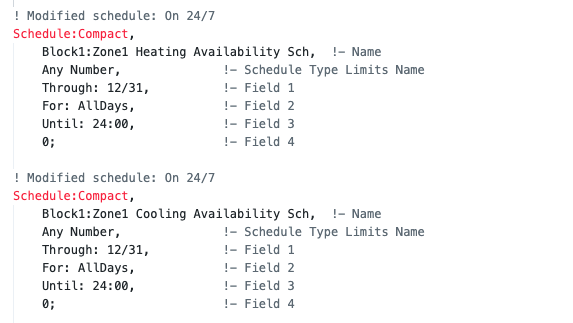 ! Modified schedule: On 24/7
Schedule:Compact,
    Block1:Zone1 Heating Availability Sch,  !- Name
    Any Number,              !- Schedule Type Limits Name
    Through: 12/31,          !- Field 1
    For: AllDays,            !- Field 2
    Until: 24:00,            !- Field 3
    0;                       !- Field 4
! Modified schedule: On 24/7
Schedule:Compact,
    Block1:Zone1 Cooling Availability Sch,  !- Name
    Any Number,              !- Schedule Type Limits Name
    Through: 12/31,          !- Field 1
    For: AllDays,            !- Field 2
    Until: 24:00,            !- Field 3
    0;                       !- Field 4